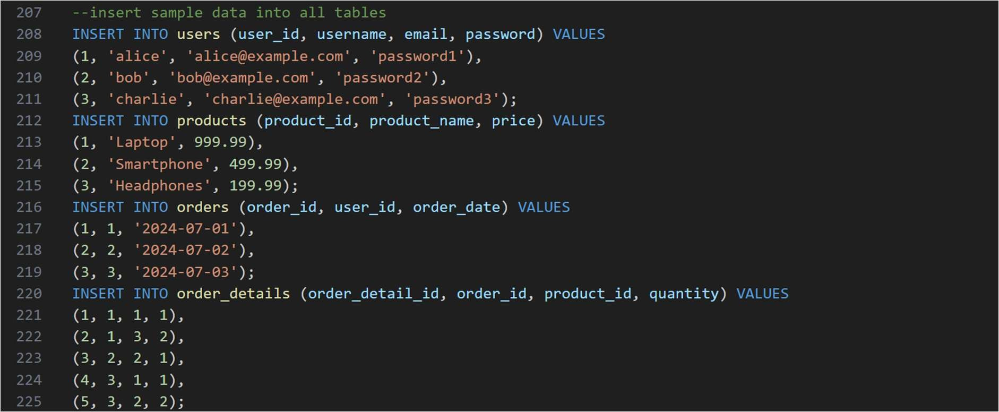 207 --insert sample data into all tables
208 INSERT INTO users (user_id, username, email, password) VALUES
209 (1, 'alice', 'alice@example.com', 'password1'),
210 (2, 'bob', 'bob@example.com', 'password2'),
211 (3, 'charlie', 'charlie@example.com', 'password3');
212 INSERT INTO products (product_id, product_name, price) VALUES
213 (1, 'Laptop', 999.99),
214 (2, 'Smartphone', 499.99),
215 (3, 'Headphones', 199.99);
216 INSERT INTO orders (order_id, user_id, order_date) VALUES
217 (1, 1, '2024-07-01'),
218 (2, 2, '2024-07-02'),
219 (3, 3, '2024-07-03');
220 INSERT INTO order_details (order_detail_id, order_id, product_id, quantity) VALUES
221 (1, 1, 1, 1),
222 (2, 1, 3, 2),
223 (3, 2, 2, 1),
224 (4, 3, 1, 1),
225 (5, 3, 2, 2);